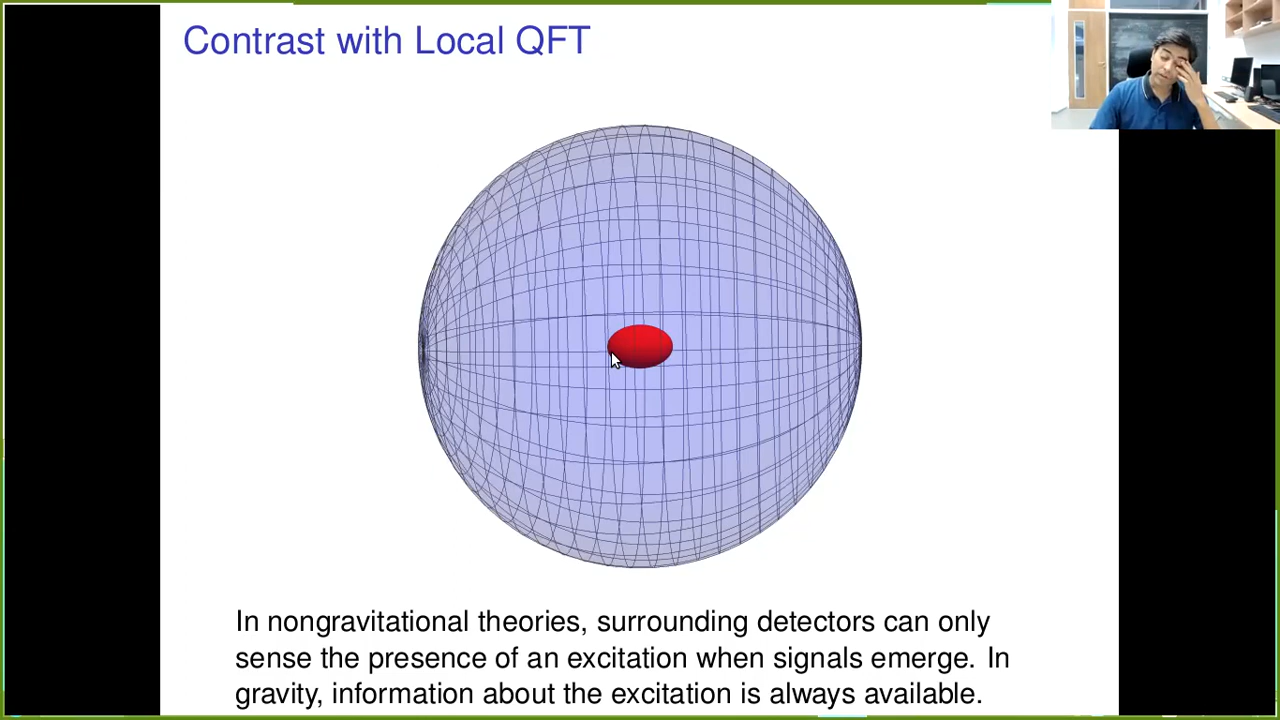 Contrast with Local QFT
In nongravitational theories, surrounding detectors can only
sense the presence of an excitation when signals emerge. In
gravity, information about the excitation is always available.